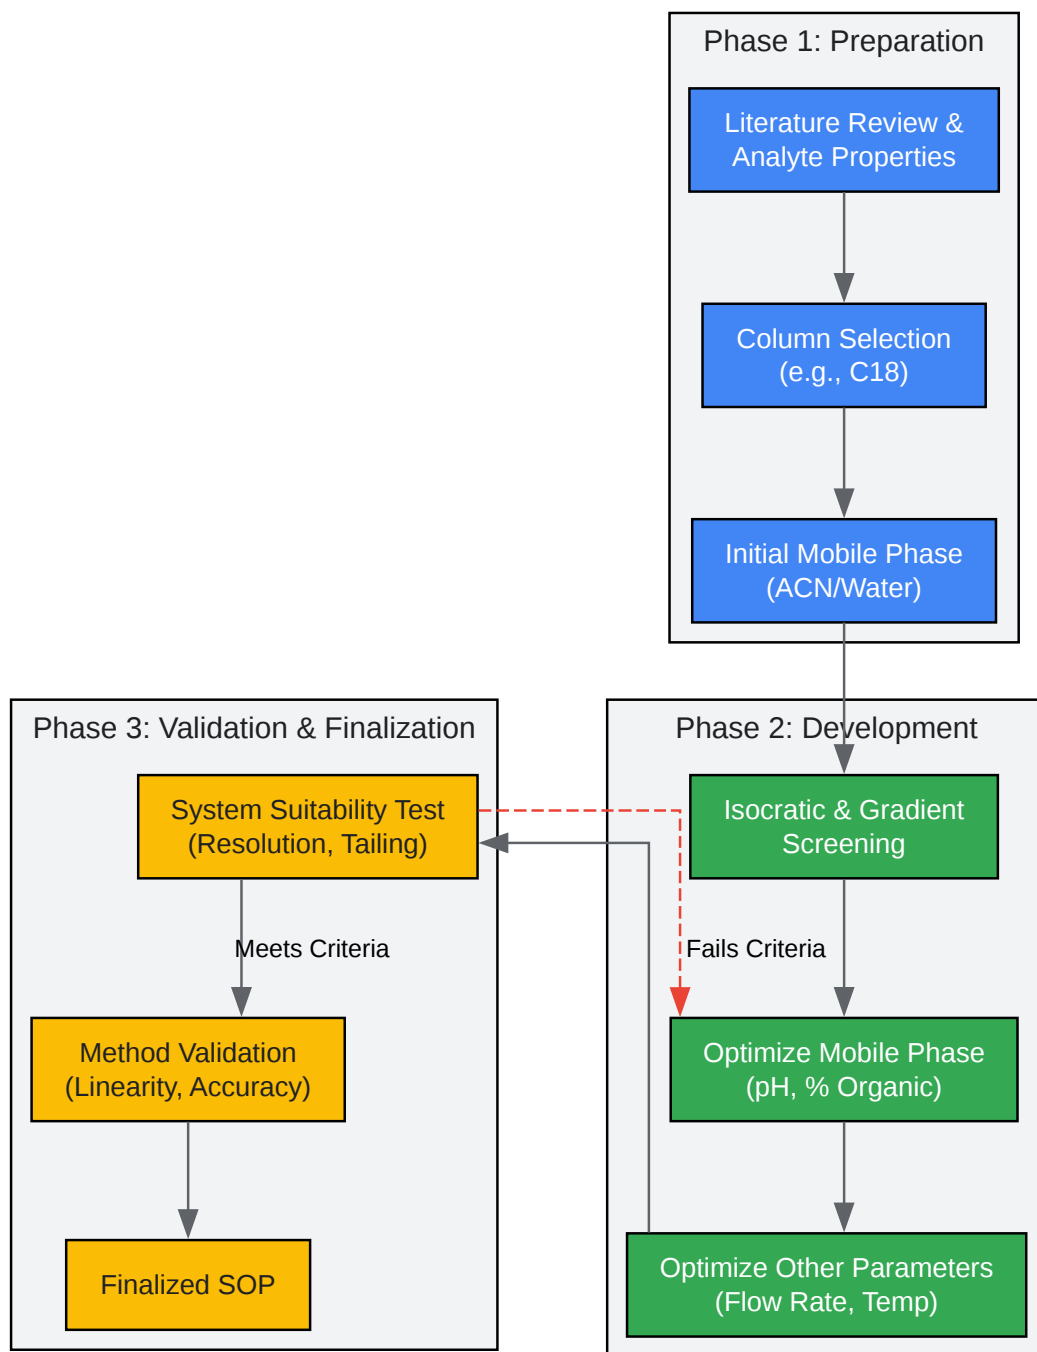 Phase 1: Preparation
Literature Review &
Analyte Properties
Column Selection
(e.g., C18)
Initial Mobile Phase
(ACN/Water)
Phase 2: Development
Isocratic & Gradient
Screening
Fails Criteria
Optimize Mobile Phase
(pH, % Organic)
Optimize Other Parameters
(Flow Rate, Temp)
Phase 3: Validation & Finalization
System Suitability Test
(Resolution, Tailing)
Meets Criteria
Method Validation
(Linearity, Accuracy)
Finalized SOP